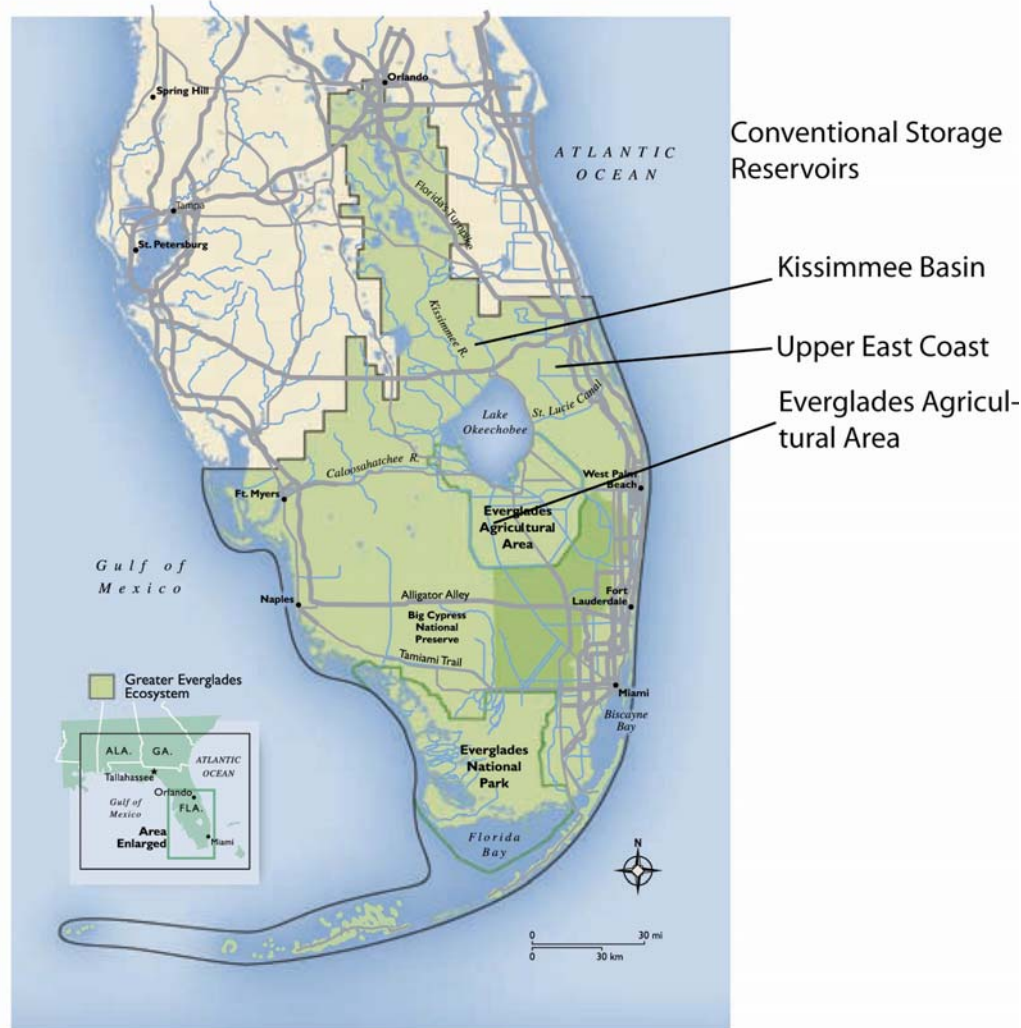 Orlando
Spring Hill
ATLANTIC
OCEAN
Conventional Storage
Reservoirs
Florida's Turnpike
Tampa
St. Petersburg
Kissimmee Basin
Kissimmee R.
Upper East Coast
St. Lucie Canal
Everglades Agricul-
tural Area
Lake
Okeechobee
Caloosahatchee R.
West Palm
Beach
Ft. Myers
Everglades
Agricultural
Area
Gulf of
Mexico
Naples
Alligator Alley
Fort
Lauderdale
Big Cypress
National
Preserve
Tamiami Trail
Greater Everglades
Ecosystem
Miami
Biscayne
Bay
Everglades
National
Park
ALA.
GA.
ATLANTIC
OCEAN
Tallahassee
Orlando
Gulf of
Mexico
FLA.
Area
Enlarged
Miami
Florida
Bay
N
0 30 mi
0 30 km